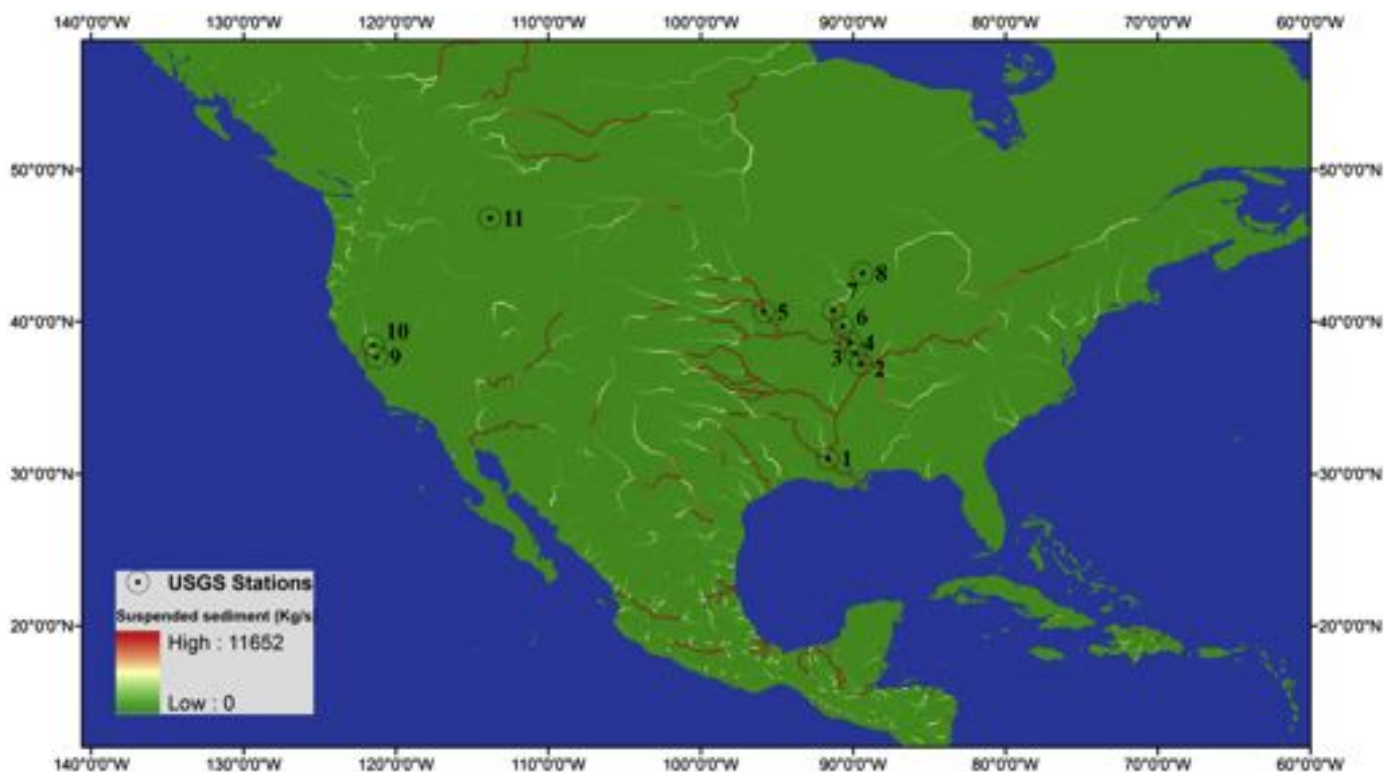 140°0'0"W 130°0'0"W 120°0'0"W 110°0'0"W 100°0'0"W 90°0'0"W 80°0'0"W 70°0'0"W 60°0'0"W
50°0'0"N 50°0'0"N
11
8
7
5 6
40°0'0"N 40°0'0"N
10
4
9 3
2
1
30°0'0"N 30°0'0"N
USGS Stations
Suspended sediment (Kg/s
20°0'0"N 20°0'0"N
High : 11652
Low : 0
140°0'0"W 130°0'0"W 120°0'0"W 110°0'0"W 100°0'0"W 90°0'0"W 80°0'0"W 70°0'0"W 60°0'0"W